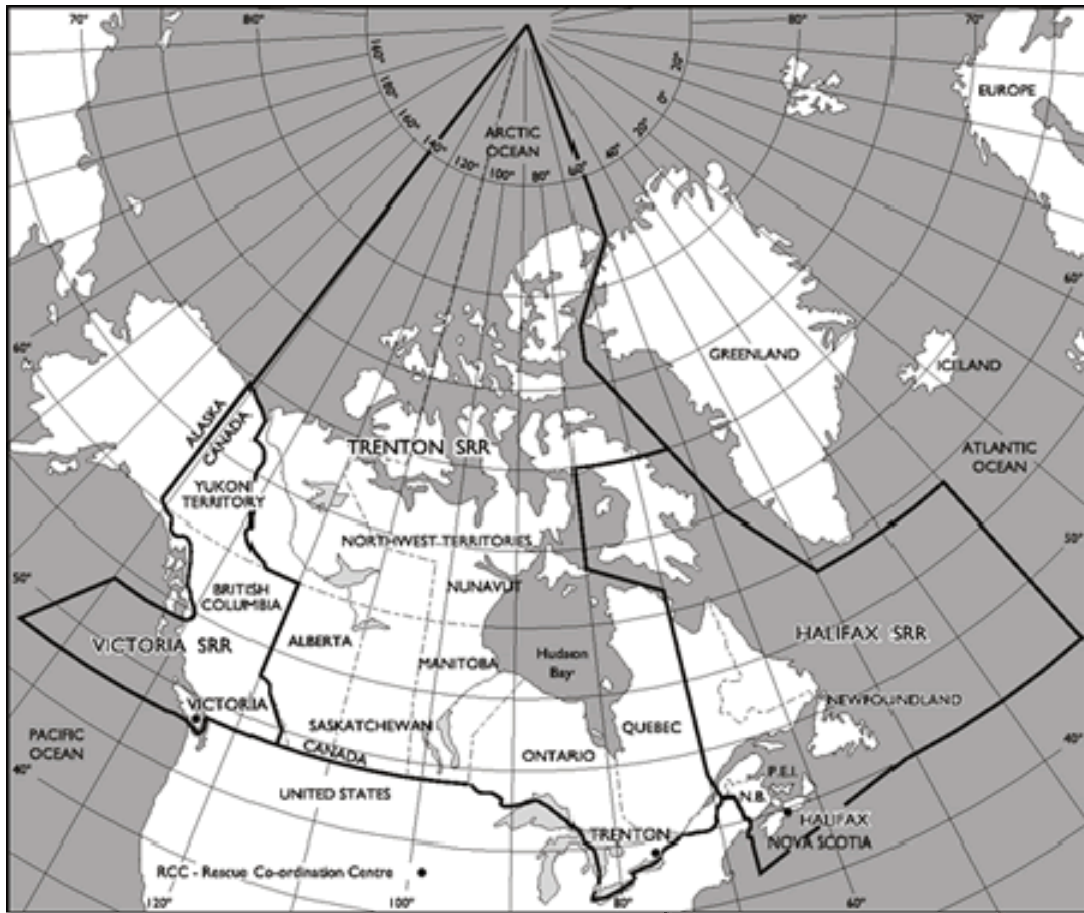 70°
80°
80°
70°
160°
180°
160°
140°
120°
100°
80°
60°
40°
20°
0°
20°
ARCTIC
OCEAN
EUROPE
60°
60°
GREENLAND
ICELAND
ALASKA
CANADA
TRENTON SRR
ATLANTIC
OCEAN
YUKON
TERRITORY
NORTHWEST TERRITORIES
50°
50°
NUNAVUT
BRITISH
COLUMBIA
VICTORIA SRR
ALBERTA
HALIFAX SRR
MANITOBA
Hudson
Bay
VICTORIA
NEWFOUNDLAND
SASKATCHEWAN
QUEBEC
PACIFIC
OCEAN
CANADA
ONTARIO
40°
40°
P.E.I.
UNITED STATES
N.B.
HALIFAX
TRENTON
NOVA SCOTIA
RCC - Rescue Co-ordination Centre
120°
100°
80°
60°